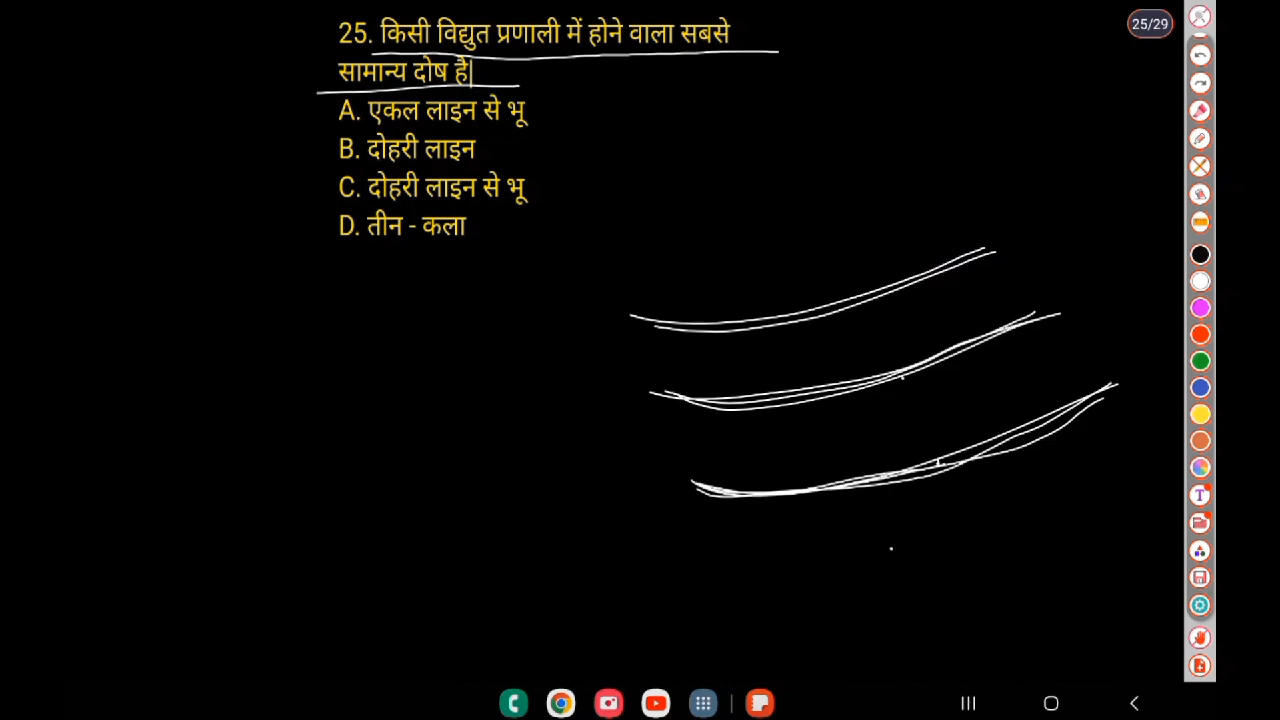 25. किसी विद्युत प्रणाली में होने वाला सबसे
सामान्य दोष है|
A. एकल लाइन से भू
B. दोहरी लाइन
C. दोहरी लाइन से भू
D. तीन - कला
25/29
T